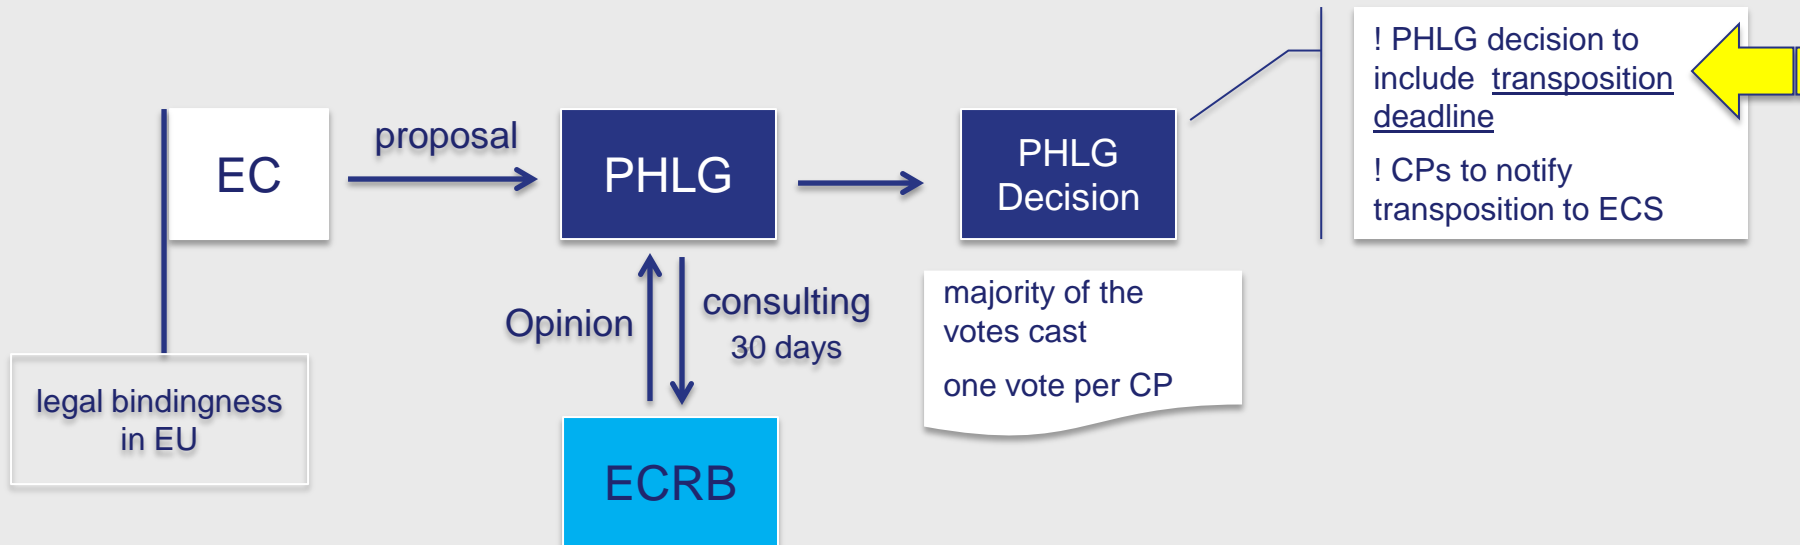 ! PHLG decision to
include transposition
deadline
! CPs to notify
transposition to ECS
EC
proposal
PHLG
PHLG
Decision
Opinion
consulting
30 days
majority of the
votes cast
one vote per CP
legal bindingness
in EU
ECRB